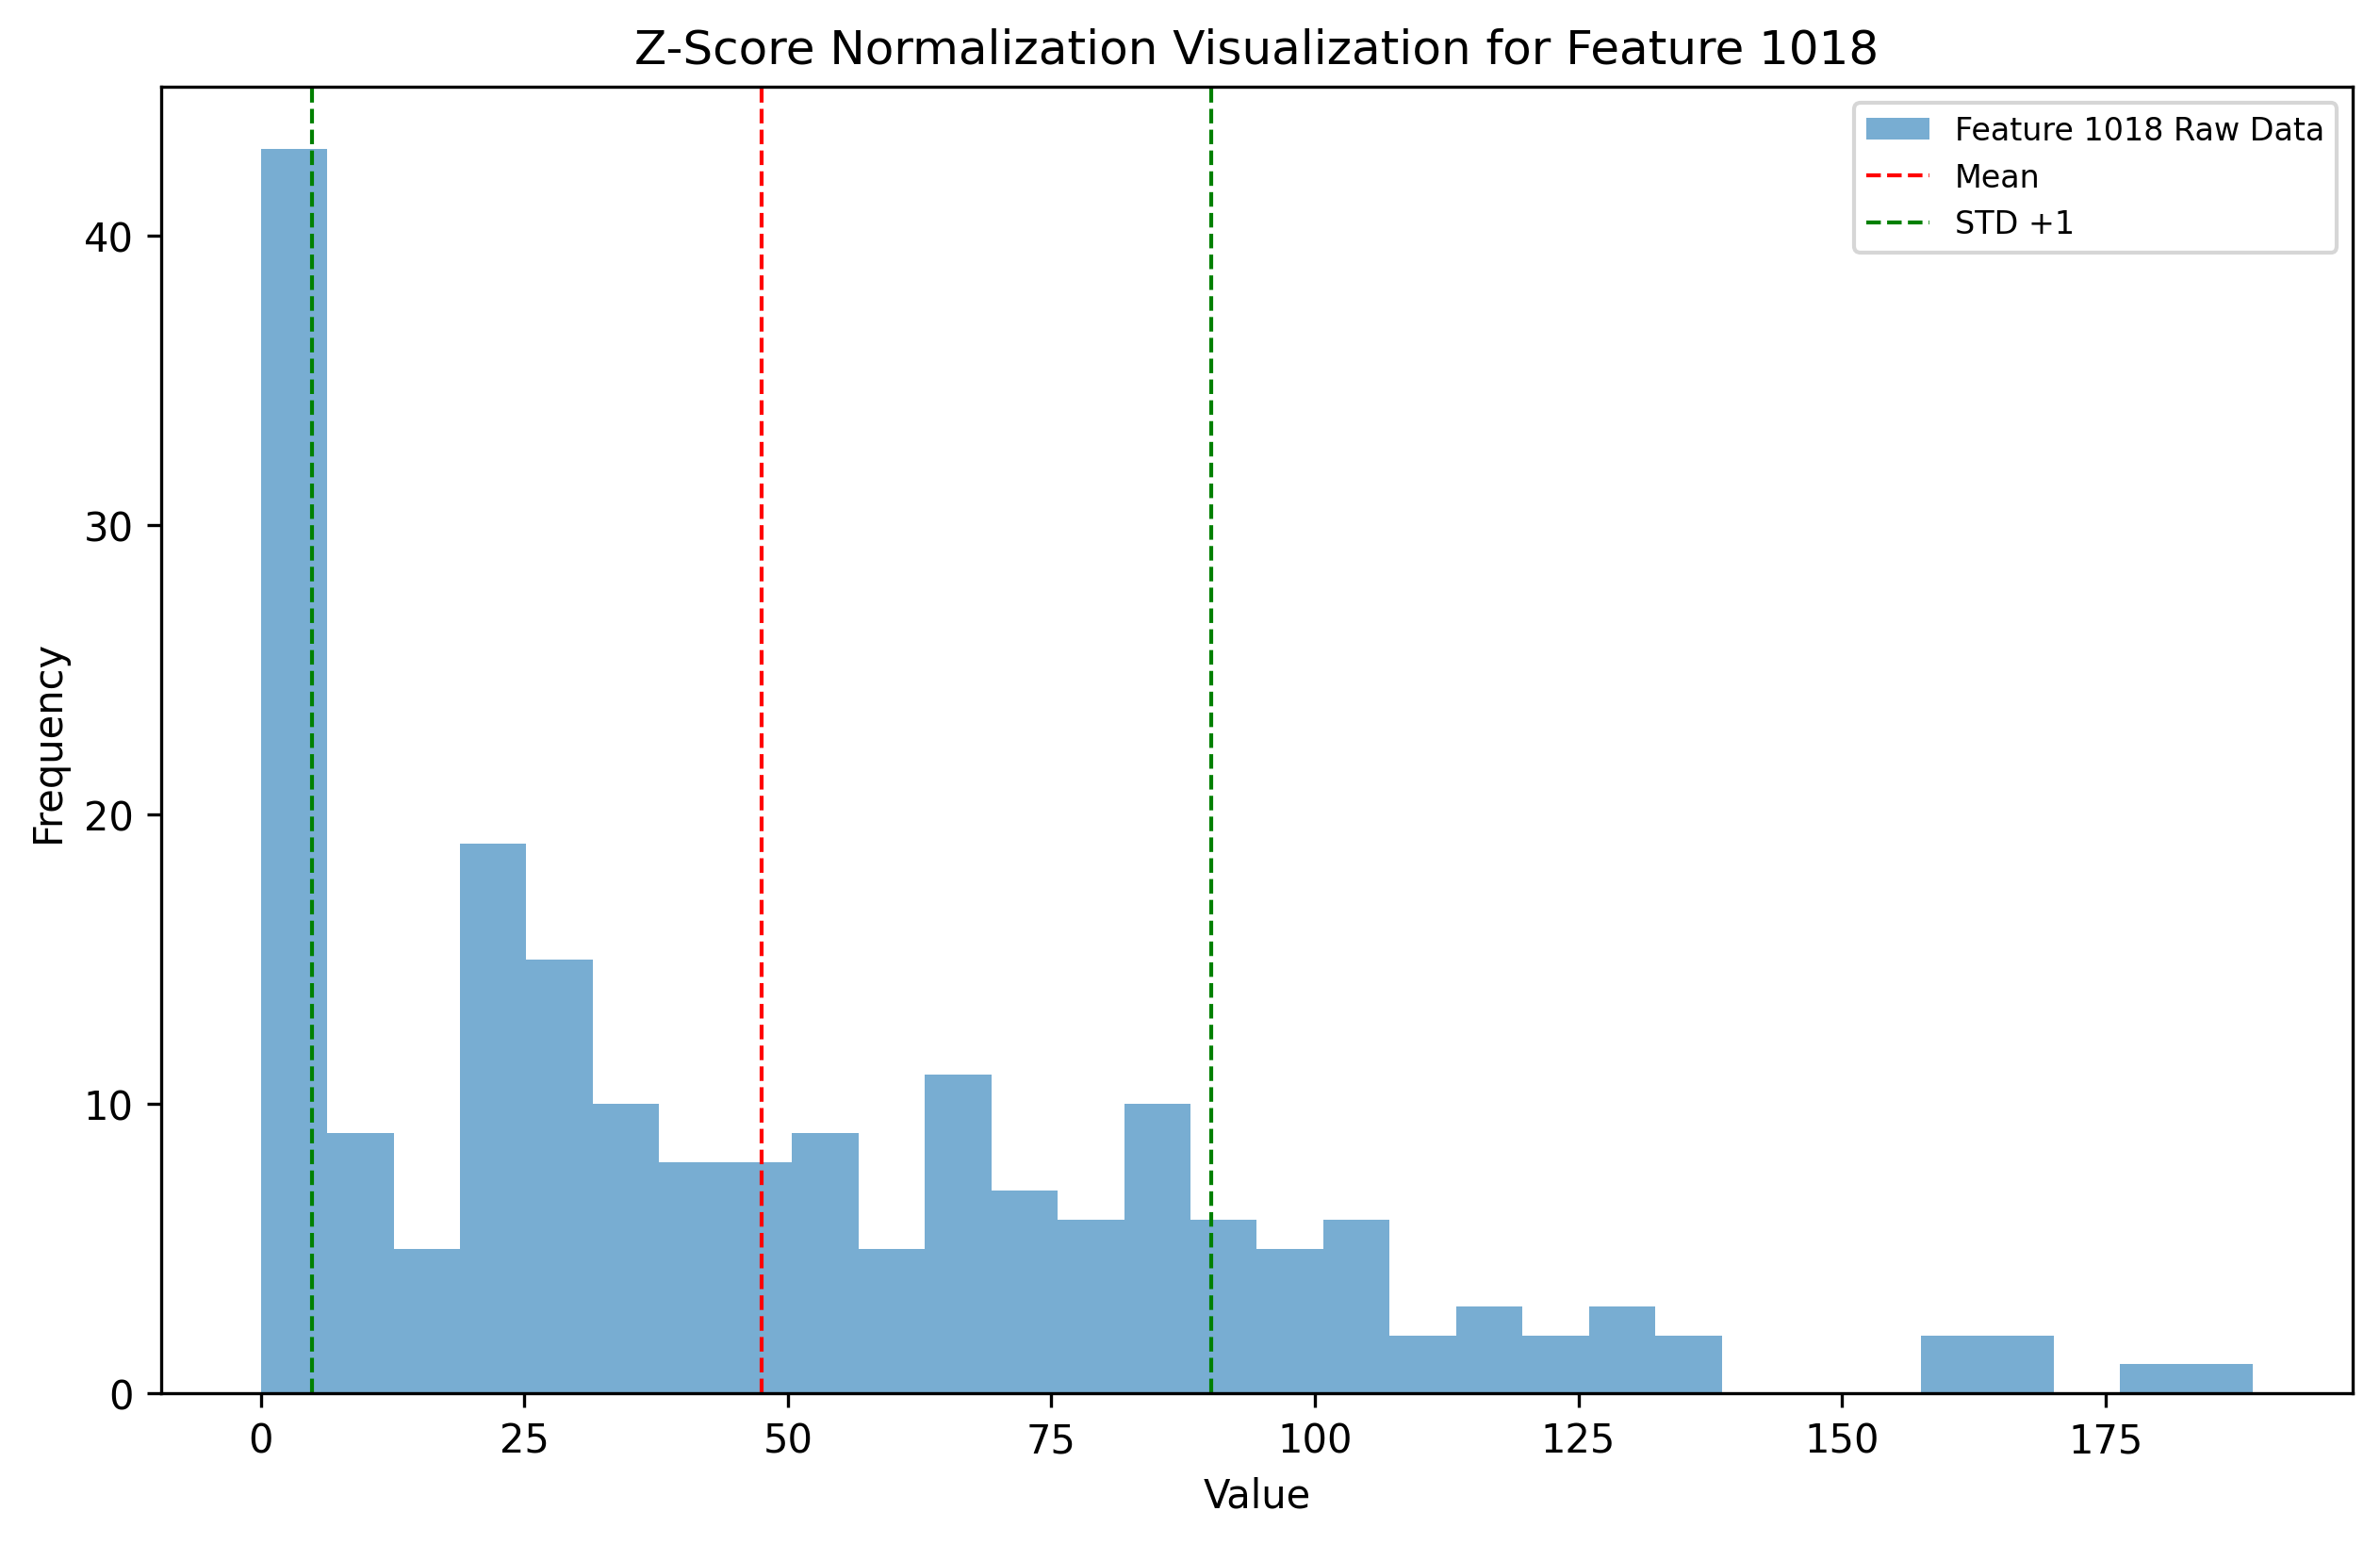 Z-Score Normalization Visualization for Feature 1018
Feature 1018 Raw Data
Mean
STD +1
Frequency
40
30
20
10
0
0 25 50 75 100 125 150 175
Value